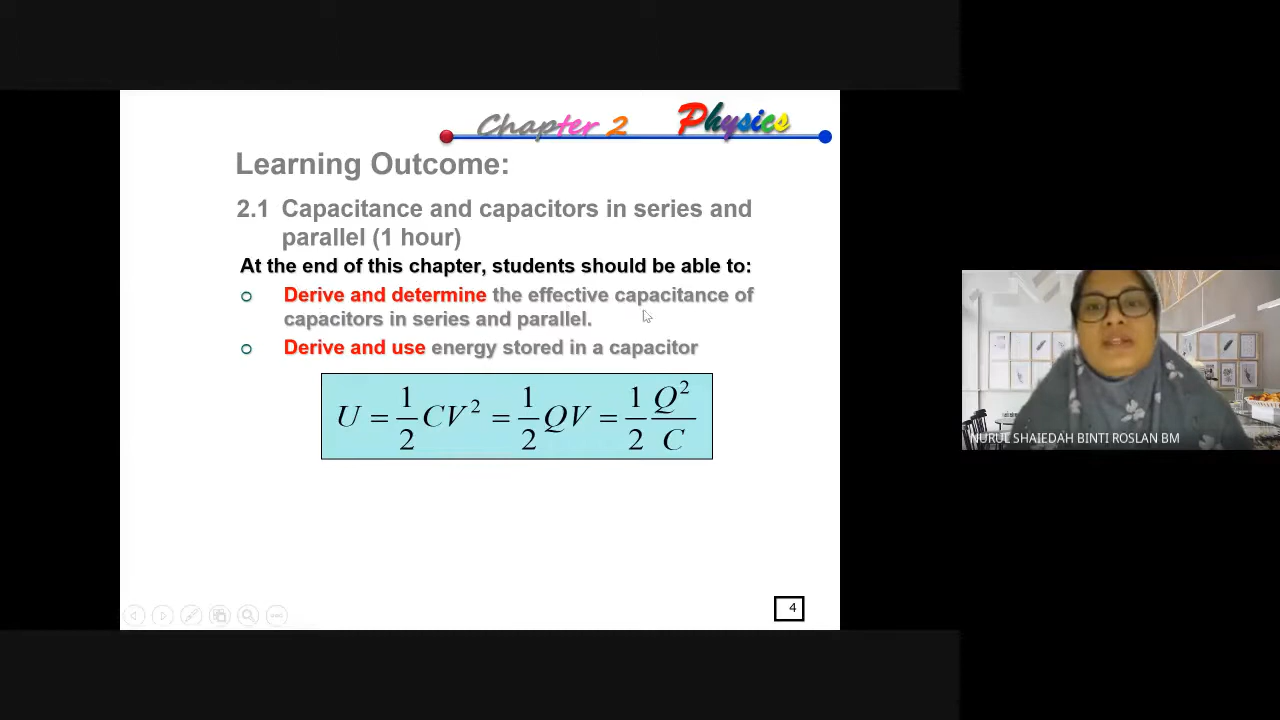 Chapter 2 Physics
Learning Outcome:
2.1 Capacitance and capacitors in series and
parallel (1 hour)
At the end of this chapter, students should be able to:
Derive and determine the effective capacitance of
capacitors in series and parallel.
Derive and use energy stored in a capacitor
U = 1/2 CV² = 1/2 QV = 1/2 Q²/C
NURUL SHAIEDAH BINTI ROSLAN BM
4